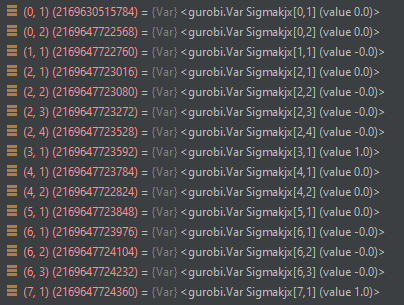 (0, 1) (2169630515784) = {Var} <gurobi.Var Sigmakjx[0,1] (value 0.0)>
(0, 2) (2169647722568) = {Var} <gurobi.Var Sigmakjx[0,2] (value 0.0)>
(1, 1) (2169647722760) = {Var} <gurobi.Var Sigmakjx[1,1] (value -0.0)>
(2, 1) (2169647723016) = {Var} <gurobi.Var Sigmakjx[2,1] (value -0.0)>
(2, 2) (2169647723080) = {Var} <gurobi.Var Sigmakjx[2,2] (value -0.0)>
(2, 3) (2169647723272) = {Var} <gurobi.Var Sigmakjx[2,3] (value -0.0)>
(2, 4) (2169647723528) = {Var} <gurobi.Var Sigmakjx[2,4] (value -0.0)>
(3, 1) (2169647723592) = {Var} <gurobi.Var Sigmakjx[3,1] (value 1.0)>
(4, 1) (2169647723784) = {Var} <gurobi.Var Sigmakjx[4,1] (value 0.0)>
(4, 2) (2169647722824) = {Var} <gurobi.Var Sigmakjx[4,2] (value 0.0)>
(5, 1) (2169647723848) = {Var} <gurobi.Var Sigmakjx[5,1] (value 0.0)>
(6, 1) (2169647723976) = {Var} <gurobi.Var Sigmakjx[6,1] (value -0.0)>
(6, 2) (2169647724104) = {Var} <gurobi.Var Sigmakjx[6,2] (value -0.0)>
(6, 3) (2169647724232) = {Var} <gurobi.Var Sigmakjx[6,3] (value -0.0)>
(7, 1) (2169647724360) = {Var} <gurobi.Var Sigmakjx[7,1] (value 1.0)>